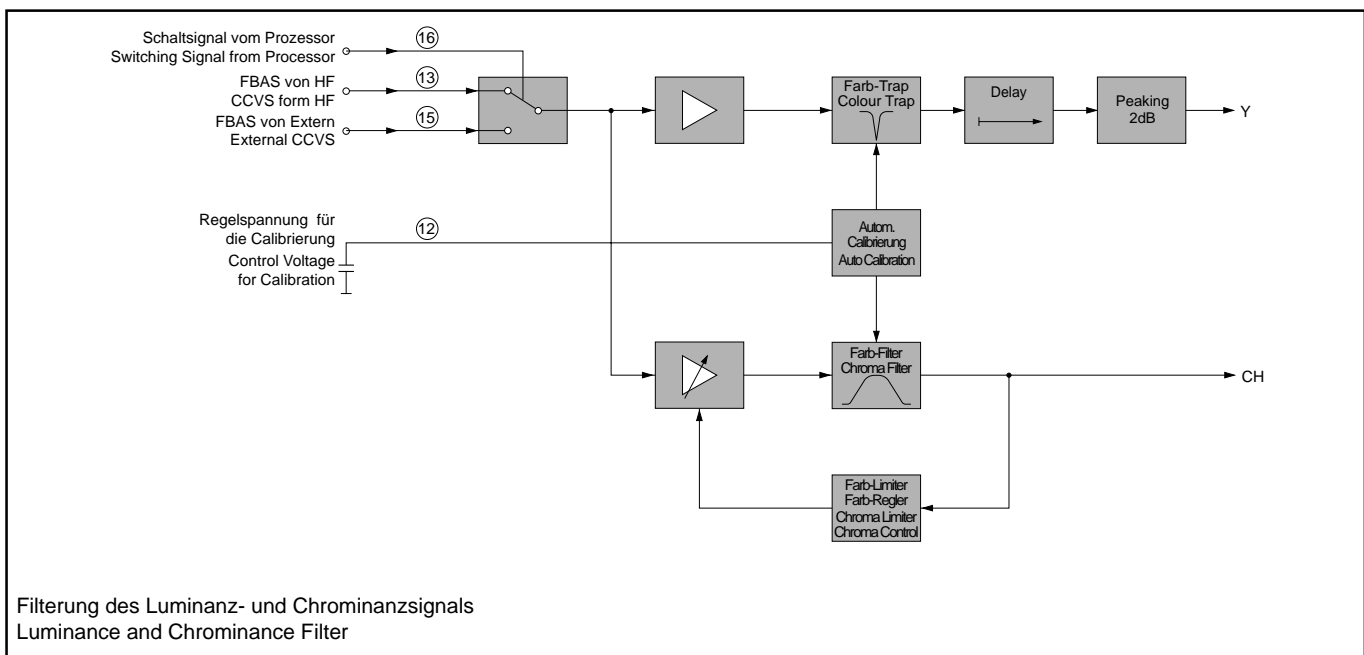 Schaltsignal vom Prozessor
Switching Signal from Processor
16
FBAS von HF
CCVS form HF
13
FBAS von Extern
External CCVS
15
Farb-Trap
Colour Trap
Delay
Peaking
2dB
Y
Regelspannung für
die Calibrierung
Control Voltage
for Calibration
12
Autom.
Calibrierung
Auto Calibration
Farb-Filter
Chroma Filter
CH
Farb-Limiter
Farb-Regler
Chroma Limiter
Chroma Control
Filterung des Luminanz- und Chrominanzsignals
Luminance and Chrominance Filter